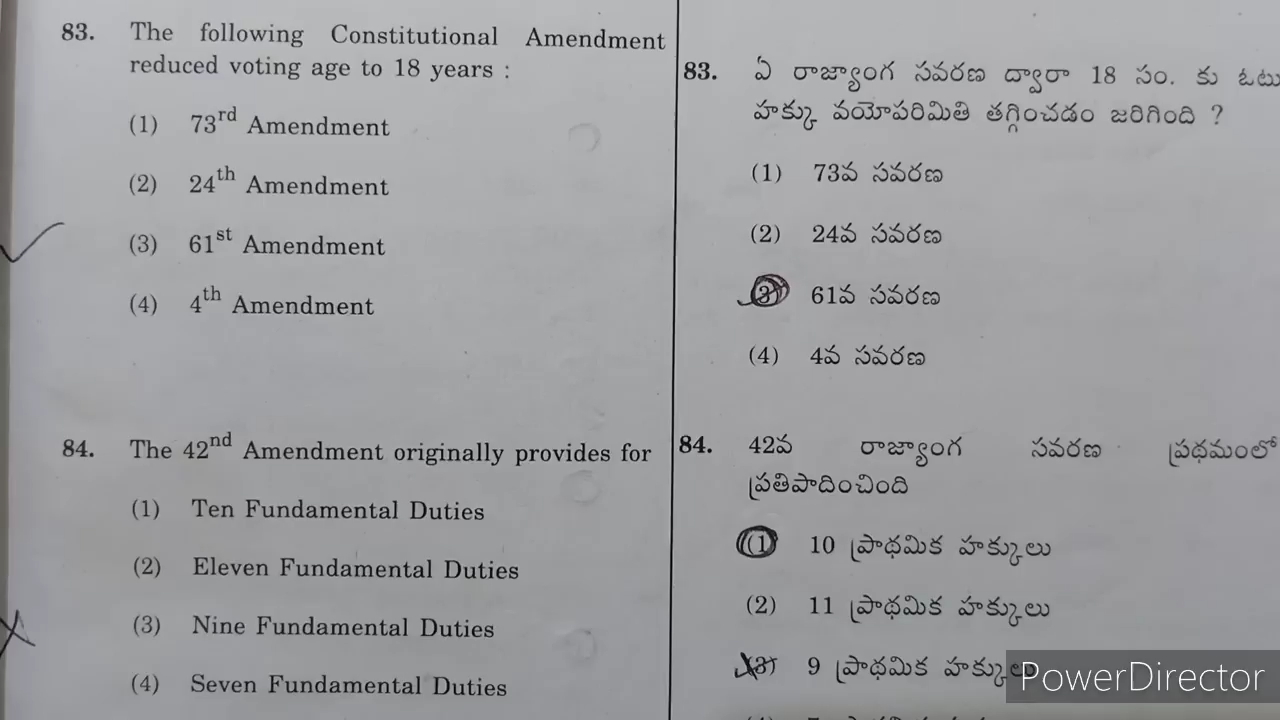 83. The following Constitutional Amendment
reduced voting age to 18 years :
(1) 73rd Amendment
(2) 24th Amendment
(3) 61st Amendment
(4) 4th Amendment
84. The 42nd Amendment originally provides for
(1) Ten Fundamental Duties
(2) Eleven Fundamental Duties
(3) Nine Fundamental Duties
(4) Seven Fundamental Duties
83. ఏ రాజ్యాంగ సవరణ ద్వారా 18 సం. కు ఓటు
హక్కు వయోపరిమితి తగ్గించడం జరిగింది ?
(1) 73వ సవరణ
(2) 24వ సవరణ
(3) 61వ సవరణ
(4) 4వ సవరణ
84. 42వ రాజ్యాంగ సవరణ ప్రథమంలో
ప్రతిపాదించింది
(1) 10 ప్రాథమిక హక్కులు
(2) 11 ప్రాథమిక హక్కులు
(3) 9 ప్రాథమిక హక్కులు
PowerDirector